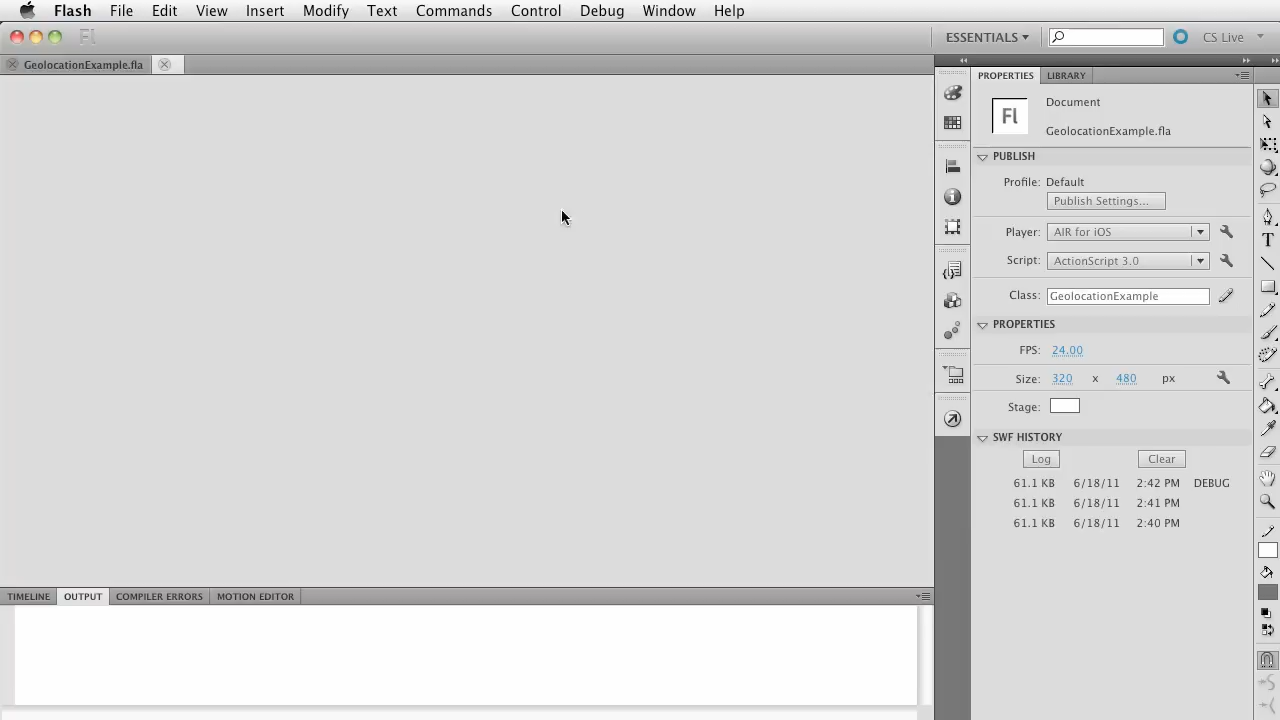 Flash File Edit View Insert Modify Text Commands Control Debug Window Help
Fl ESSENTIALS CS Live
GeolocationExample.fla
PROPERTIES LIBRARY
Fl
Document
GeolocationExample.fla
PUBLISH
Profile: Default
Publish Settings...
Player: AIR for iOS
Script: ActionScript 3.0
Class: GeolocationExample
PROPERTIES
FPS: 24.00
Size: 320 x 480 px
Stage:
SWF HISTORY
Log Clear
61.1 KB 6/18/11 2:42 PM DEBUG
61.1 KB 6/18/11 2:41 PM
61.1 KB 6/18/11 2:40 PM
TIMELINE OUTPUT COMPILER ERRORS MOTION EDITOR